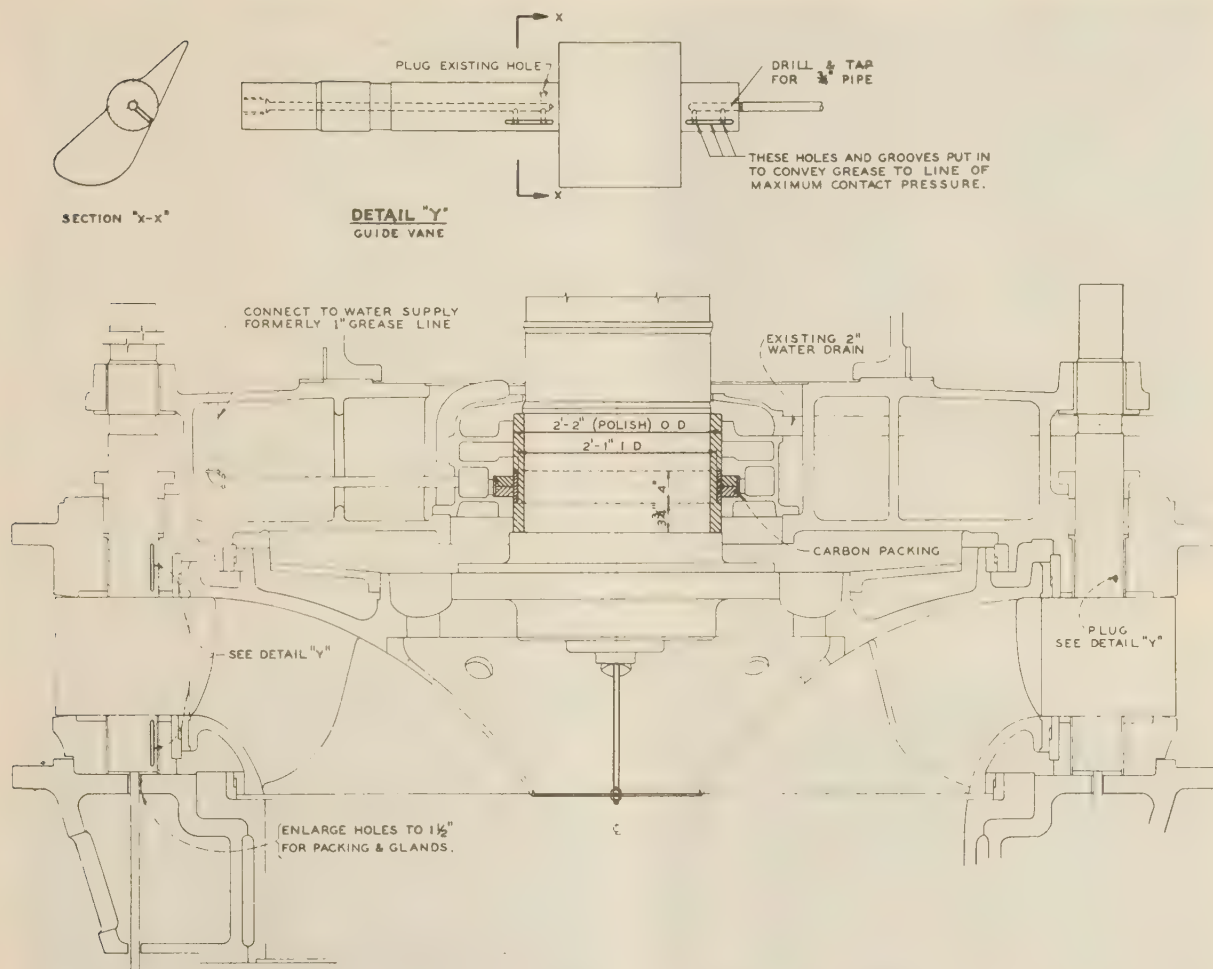 X
PLUG EXISTING HOLE
DRILL & TAP
FOR ¾" PIPE
THESE HOLES AND GROOVES PUT IN
TO CONVEY GREASE TO LINE OF
MAXIMUM CONTACT PRESSURE.
X
SECTION "X-X"
DETAIL "Y"
GUIDE VANE
CONNECT TO WATER SUPPLY
FORMERLY 1" GREASE LINE
EXISTING 2"
WATER DRAIN
2'-2" (POLISH) O D
2'-1" I D
4"
3¾"
CARBON PACKING
SEE DETAIL "Y"
PLUG
SEE DETAIL "Y"
ENLARGE HOLES TO 1½"
FOR PACKING & GLANDS.
℄